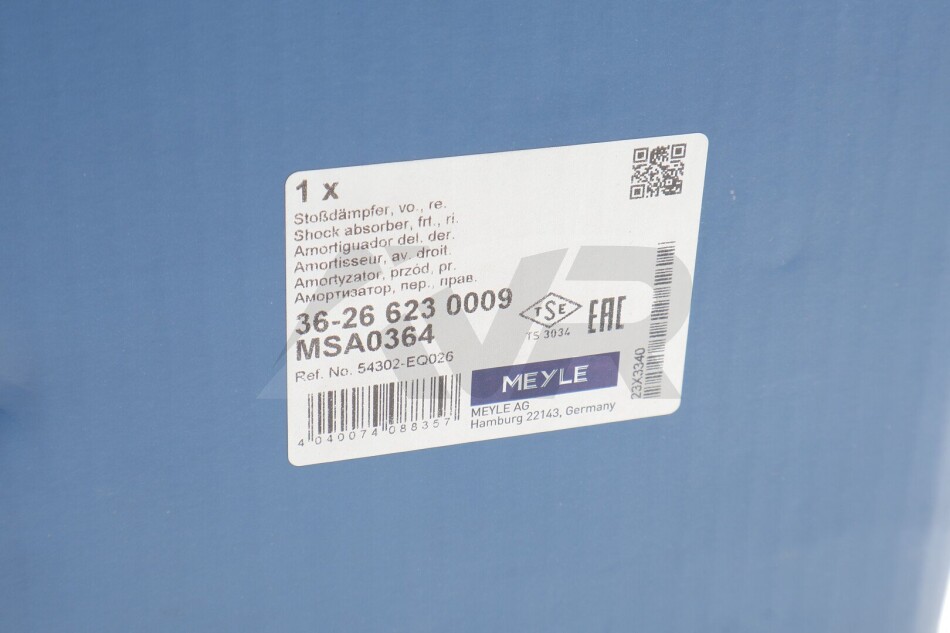 1 x
Stoßdämpfer, vo., re.
Shock absorber, frt., ri.
Amortiguador del. der.
Amortisseur, av. droit.
Amortyzator, przód, pr.
Амортизатор, пер., прав.
36-26 623 0009
MSA0364
Ref. No. 54302-EQ026
4 040074 088357
TSE
TS 3034
EAC
MEYLE
MEYLE AG
Hamburg 22143, Germany
23X3340
AVR